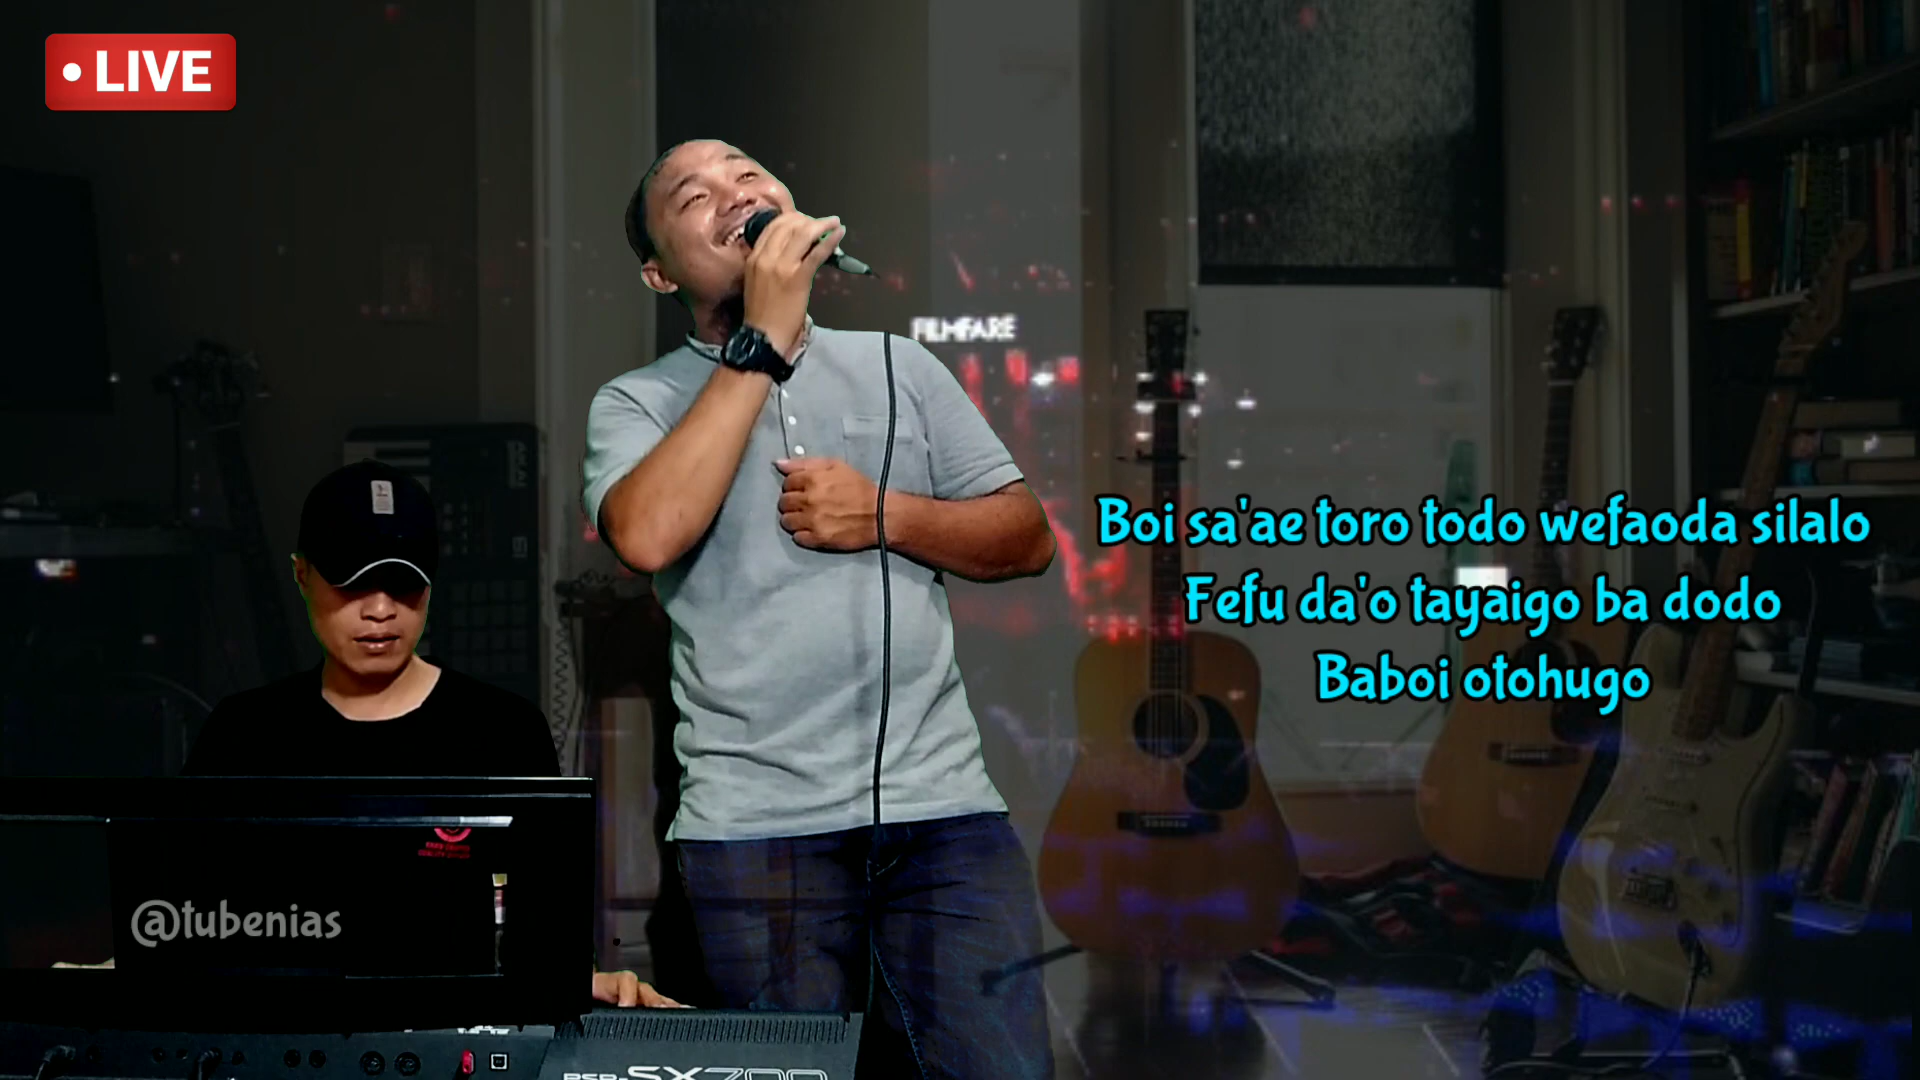 LIVE
FILMFARE
Boi sa'ae toro todo wefaoda silalo
Fefu da'o tayaigo ba dodo
Baboi otohugo
@tubenias
PSR-SX700